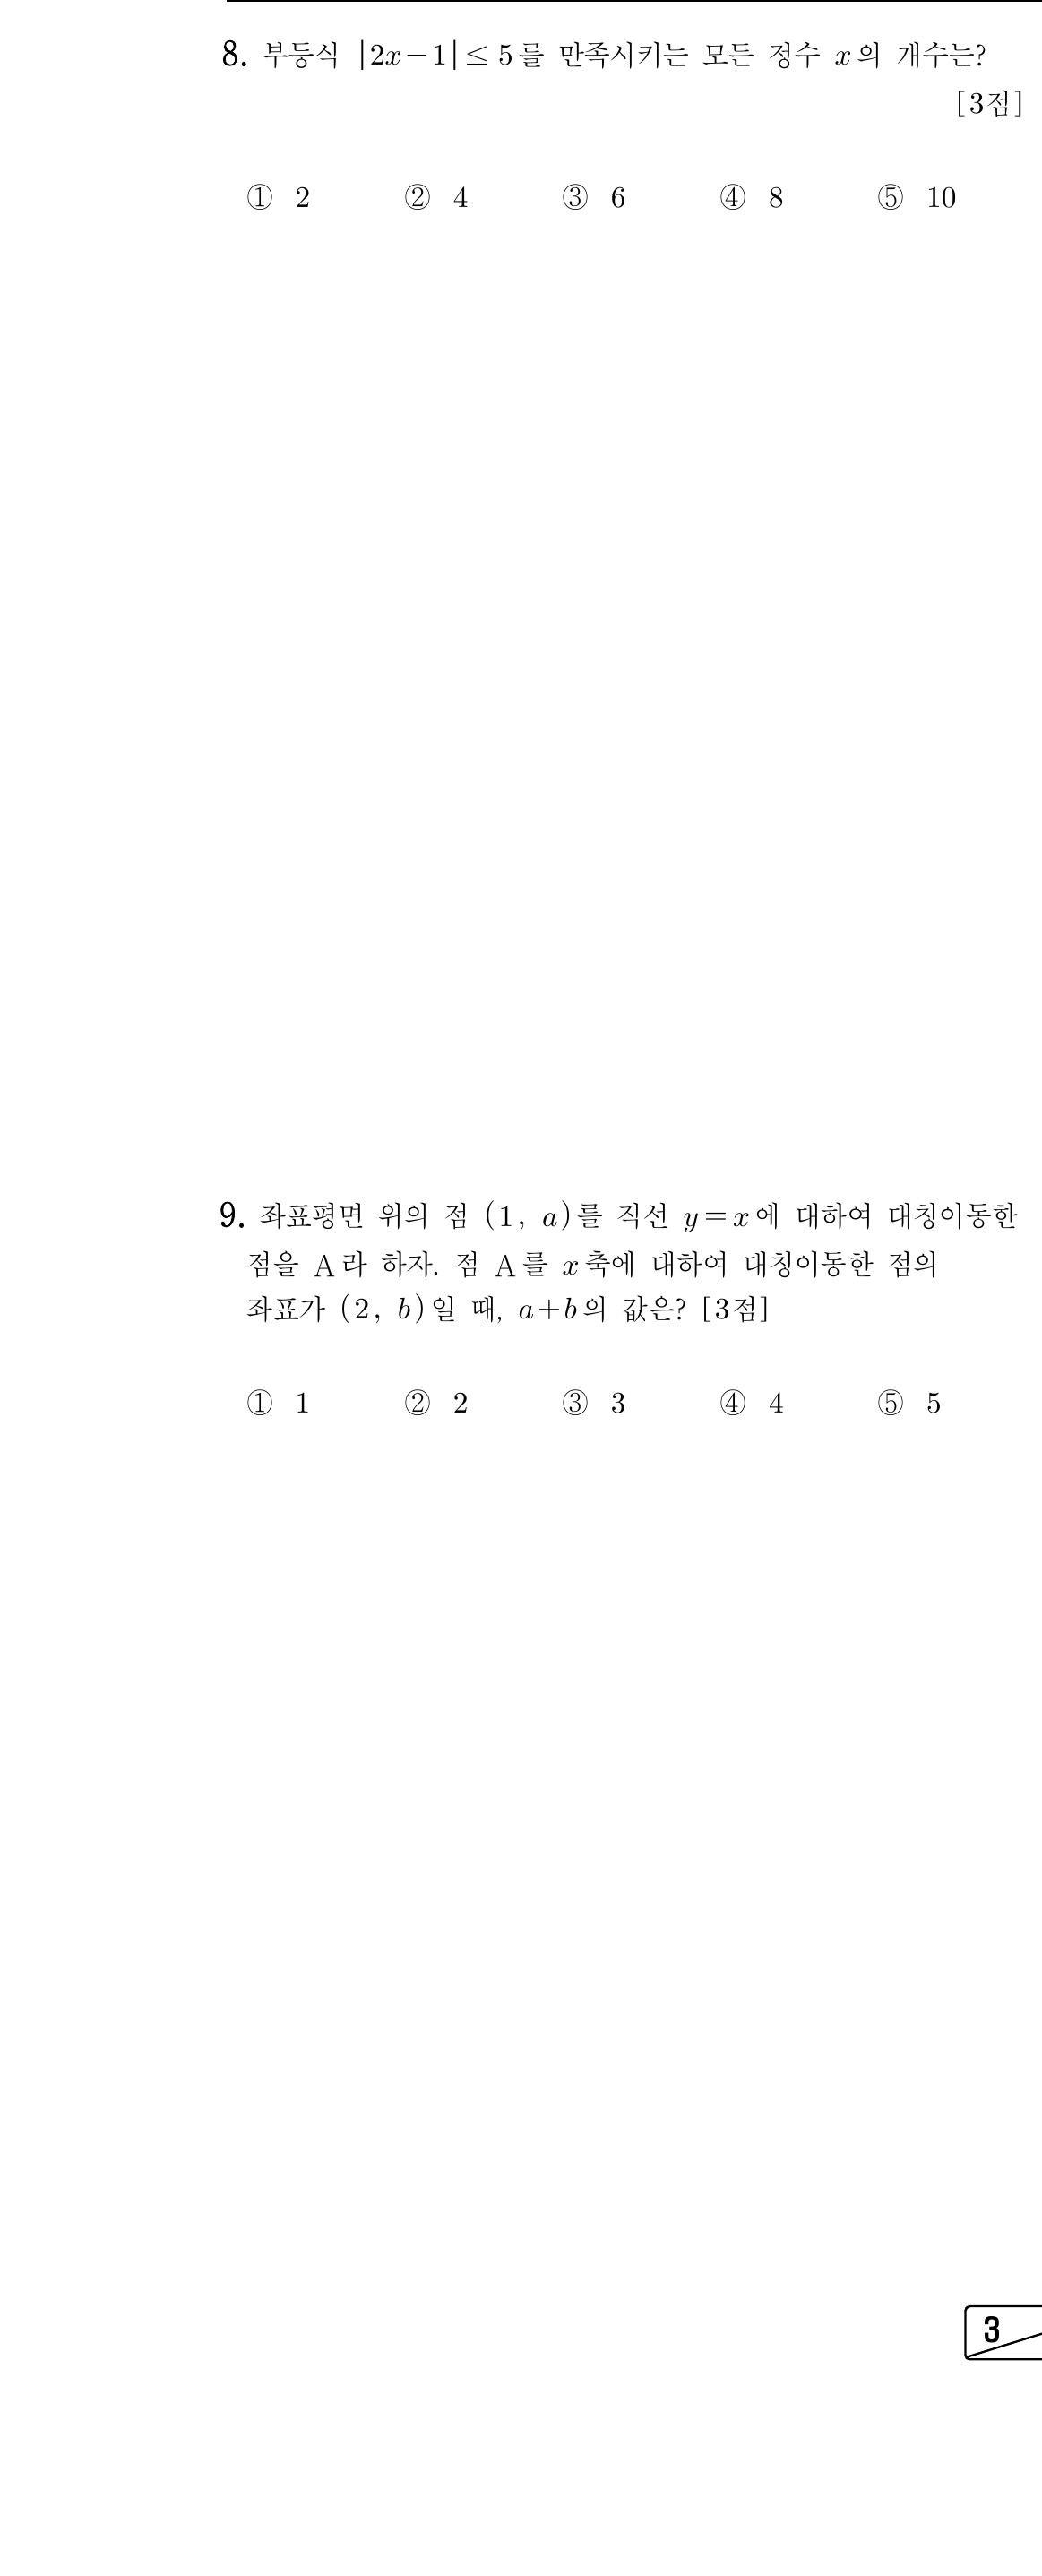 8. 부등식 |2x-1|≤5를 만족시키는 모든 정수 x의 개수는?
[3점]
① 2 ② 4 ③ 6 ④ 8 ⑤ 10
9. 좌표평면 위의 점 (1, a)를 직선 y=x에 대하여 대칭이동한
점을 A라 하자. 점 A를 x축에 대하여 대칭이동한 점의
좌표가 (2, b)일 때, a+b의 값은? [3점]
① 1 ② 2 ③ 3 ④ 4 ⑤ 5
3